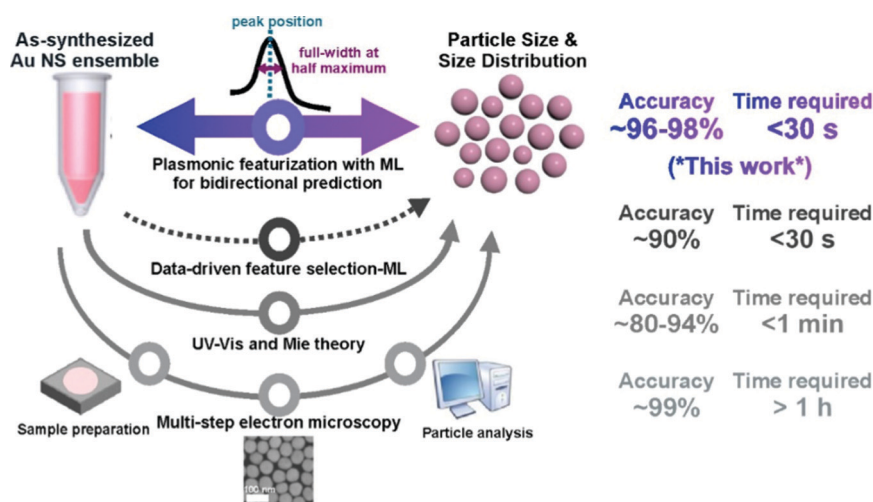 As-synthesized
Au NS ensemble
peak position
full-width at
half maximum
Particle Size &
Size Distribution
Plasmonic featurization with ML
for bidirectional prediction
Accuracy Time required
~96-98% <30 s
(*This work*)
Data-driven feature selection-ML
Accuracy Time required
~90% <30 s
UV-Vis and Mie theory
Accuracy Time required
~80-94% <1 min
Sample preparation
Multi-step electron microscopy
Particle analysis
100 nm
Accuracy Time required
~99% > 1 h